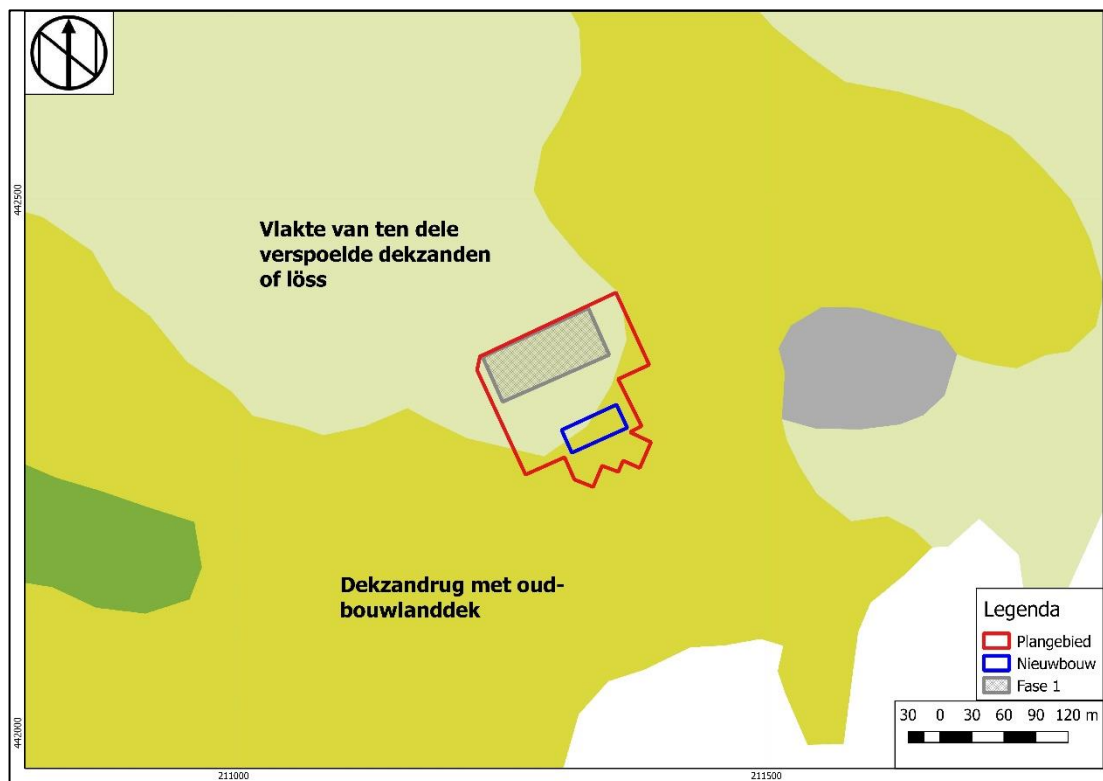 442500
Vlakte van ten dele
verspoelde dekzanden
of löss
Dekzandrug met oud-
bouwlanddek
Legenda
Plangebied
Nieuwbouw
Fase 1
30 0 30 60 90 120 m
442000
211000
211500